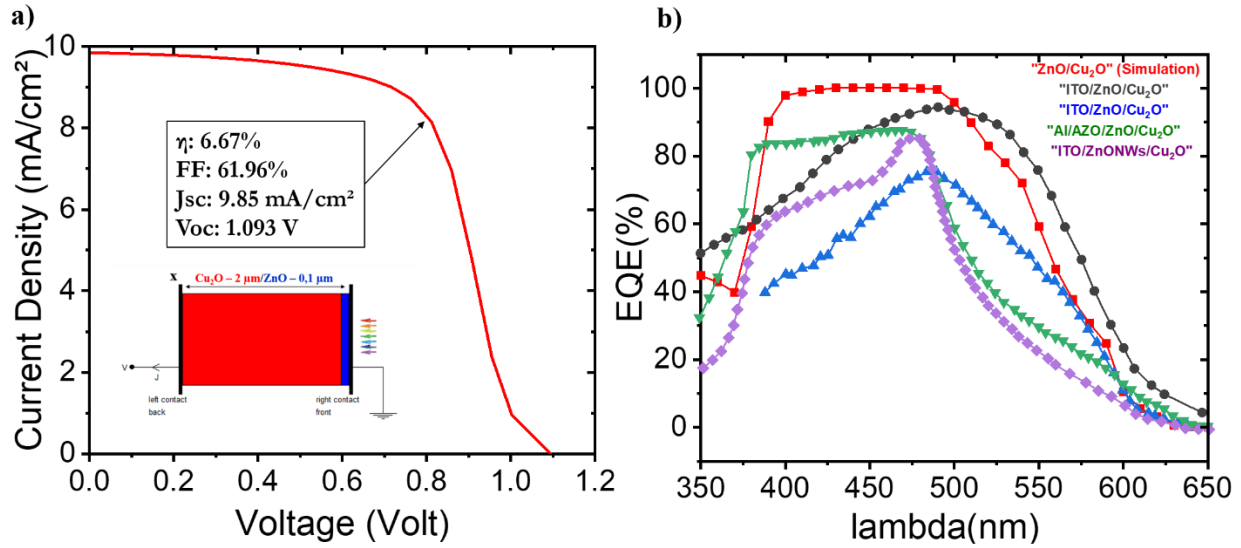 a)
Current Density (mA/cm²)
10
8
6
4
2
0
0.0 0.2 0.4 0.6 0.8 1.0 1.2
Voltage (Volt)
η: 6.67%
FF: 61.96%
Jsc: 9.85 mA/cm²
Voc: 1.093 V
x
Cu₂O – 2 µm/ZnO – 0,1 µm
V
J
left contact
back
right contact
front
b)
EQE(%)
100
80
60
40
20
0
350 400 450 500 550 600 650
lambda(nm)
"ZnO/Cu₂O" (Simulation)
"ITO/ZnO/Cu₂O"
"ITO/ZnO/Cu₂O"
"Al/AZO/ZnO/Cu₂O"
"ITO/ZnONWs/Cu₂O"